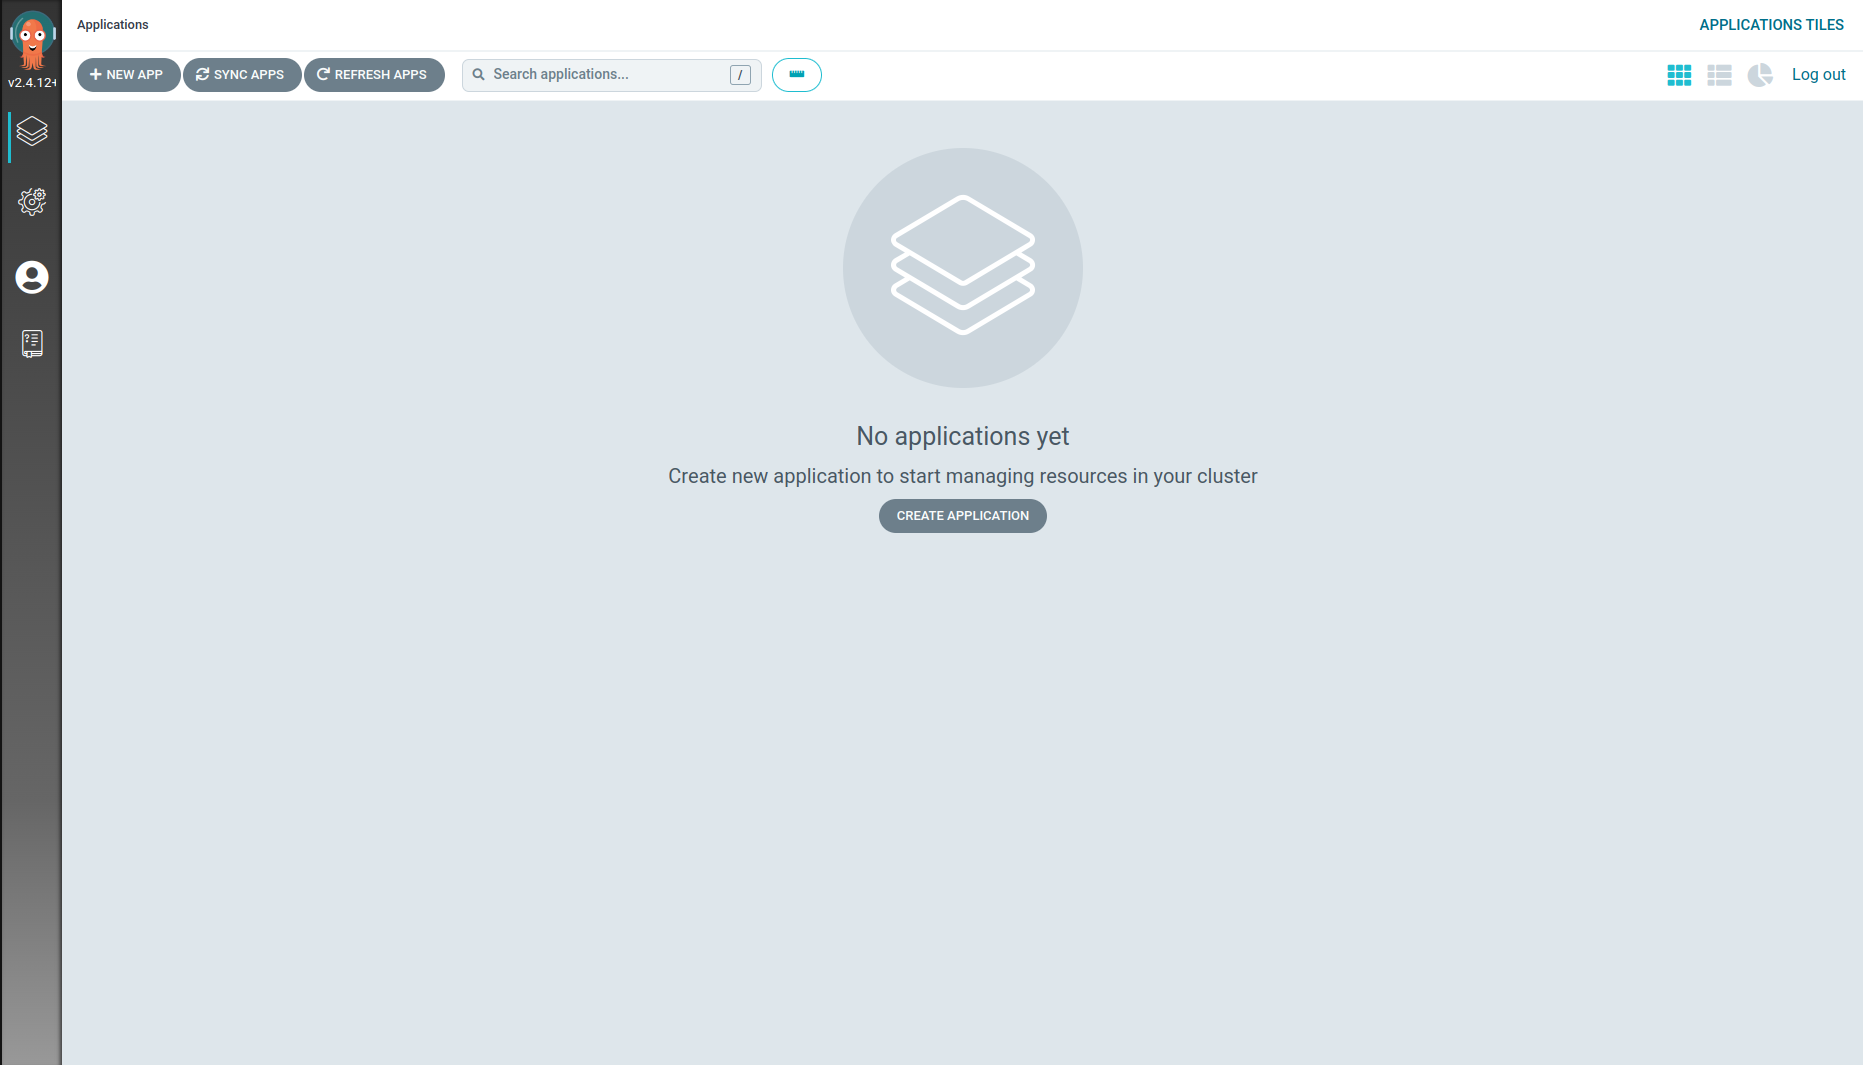 Applications
APPLICATIONS TILES
v2.4.12+
NEW APP
SYNC APPS
REFRESH APPS
Search applications...
/
Log out
No applications yet
Create new application to start managing resources in your cluster
CREATE APPLICATION